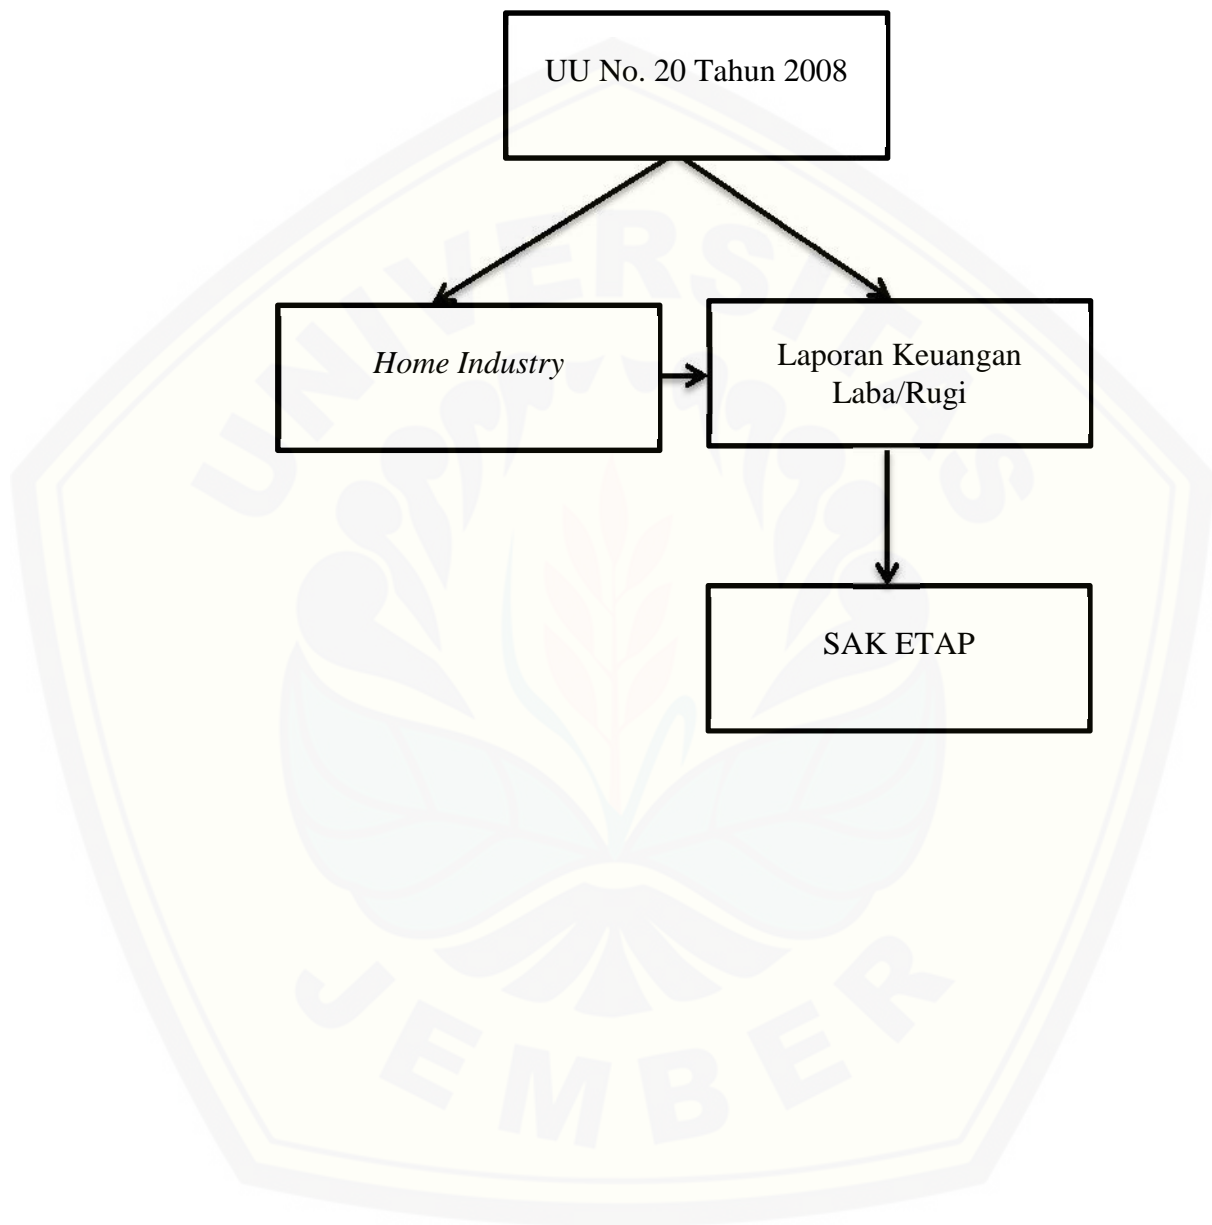 UU No. 20 Tahun 2008
Home Industry
Laporan Keuangan
Laba/Rugi
SAK ETAP
UNIVERSITAS
JEMBER